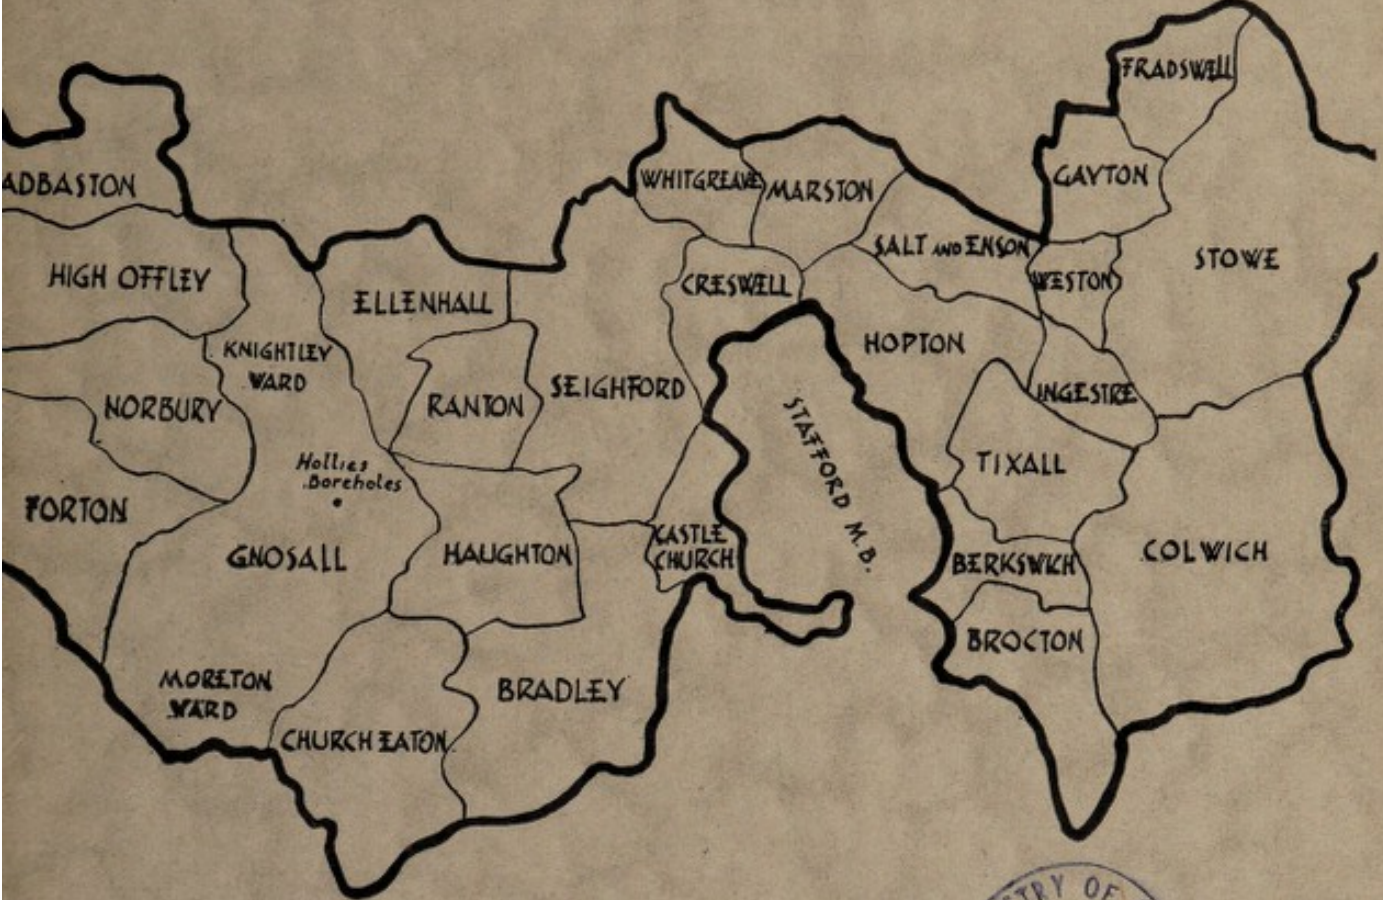 FRADSWELL
ADBASTON
WHITGREAVE
MARSTON
GAYTON
HIGH OFFLEY
ELLENHALL
CRESWELL
SALT AND ENSON
WESTON
STOWE
KNIGHTLEY
WARD
HOPTON
NORBURY
RANTON
SEIGHFORD
INGESTRE
STAFFORD M.B.
Hollies
Boreholes
TIXALL
FORTON
GNOSALL
HAUGHTON
CASTLE
CHURCH
BERKSWICH
COLWICH
BROCTON
MORETON
WARD
BRADLEY
CHURCH EATON
TRY OF